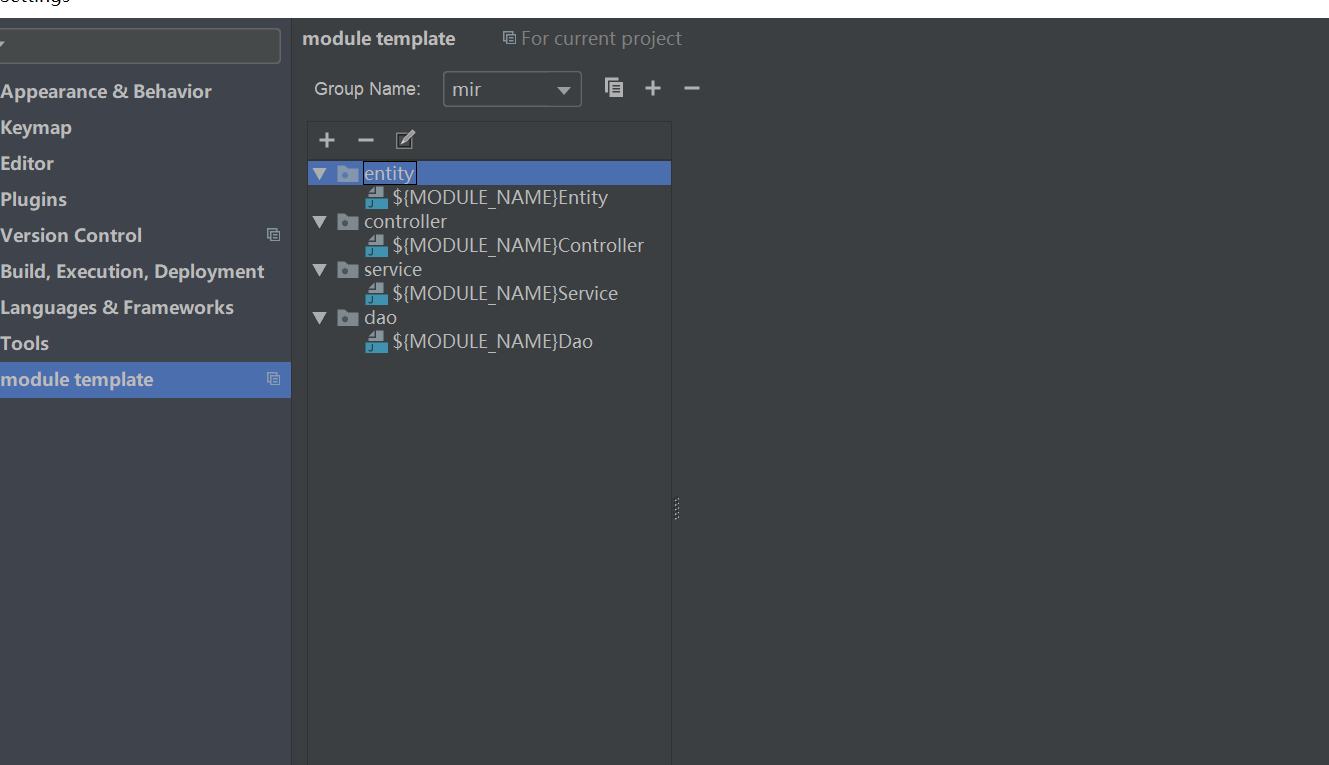 Settings
module template For current project
Group Name: mir
Appearance & Behavior
Keymap
Editor
Plugins
Version Control
Build, Execution, Deployment
Languages & Frameworks
Tools
module template
entity
${MODULE_NAME}Entity
controller
${MODULE_NAME}Controller
service
${MODULE_NAME}Service
dao
${MODULE_NAME}Dao